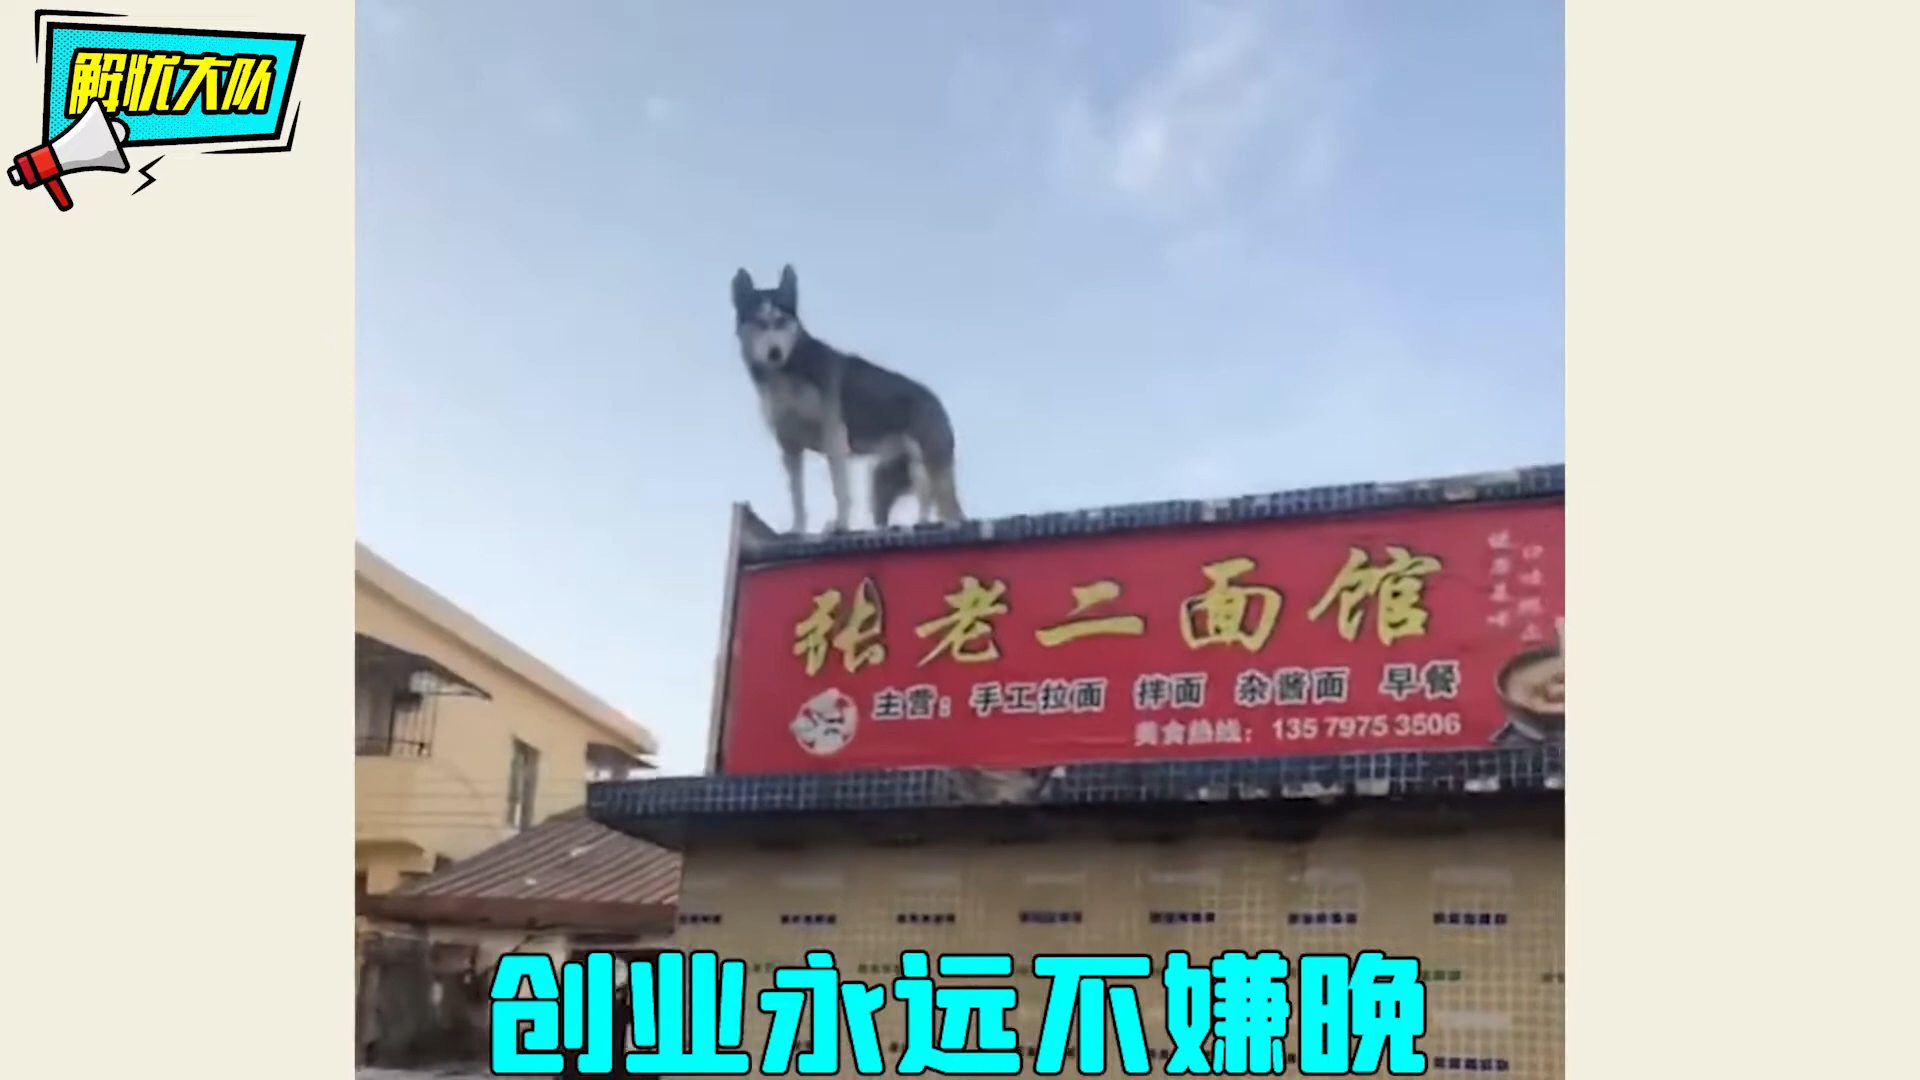 解忧大队
张老二面馆
主营：手工拉面 拌面 杂酱面 早餐
美食热线：135 7975 3506
创业永远不嫌晚